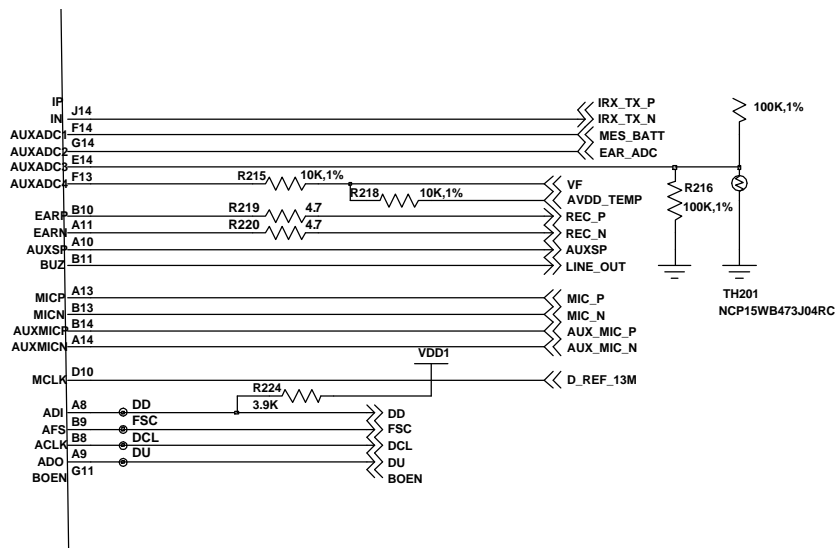 IP
IN J14 IRX_TX_P
IRX_TX_N
100K,1%
AUXADC1 F14 MES_BATT
AUXADC2 G14 EAR_ADC
AUXADC3 E14
AUXADC4 F13 R215 10K,1% VF
R218 10K,1% AVDD_TEMP
R216
100K,1%
EARP B10 R219 4.7 REC_P
EARN A11 R220 4.7 REC_N
AUXSP A10 AUXSP
BUZ B11 LINE_OUT
TH201
NCP15WB473J04RC
MICP A13 MIC_P
MICN B13 MIC_N
AUXMICP B14 AUX_MIC_P
AUXMICN A14 AUX_MIC_N
VDD1
MCLK D10 D_REF_13M
R224
3.9K
ADI A8 DD DD
AFS B9 FSC FSC
ACLK B8 DCL DCL
ADO A9 DU DU
BOEN G11 BOEN